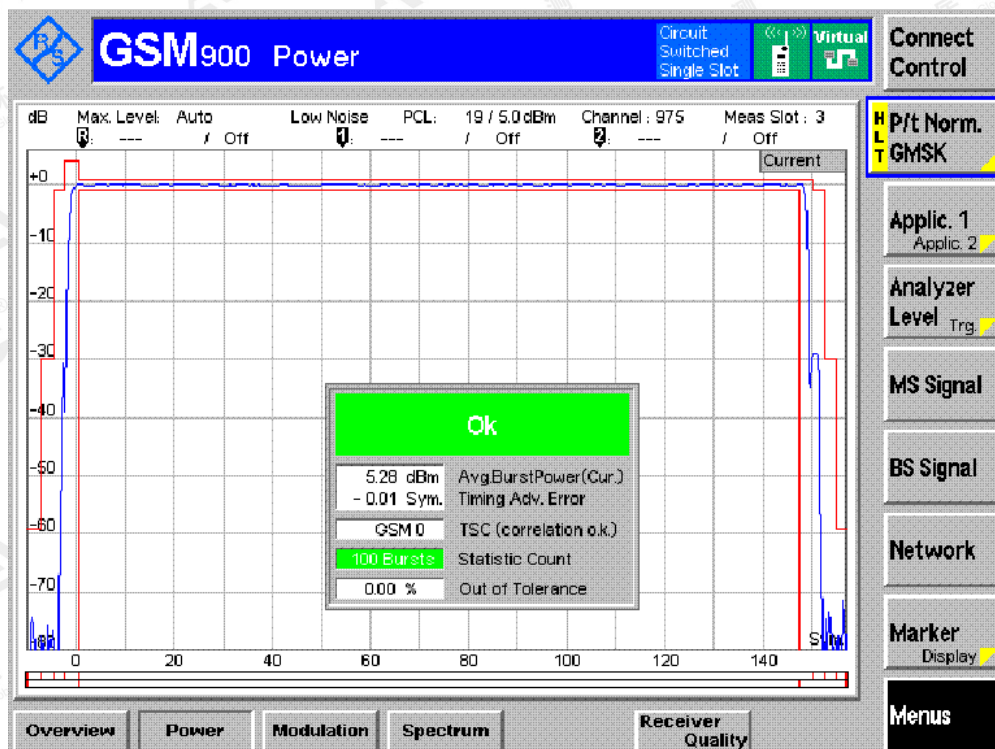 R/S
GSM900 Power
Circuit
Switched
Single Slot
Virtual
Connect
Control
dB Max. Level: Auto Low Noise PCL: 19 / 5.0 dBm Channel : 975 Meas Slot : 3
R: --- / Off 1: --- / Off 2: --- / Off
Current
HLT
P/t Norm.
GMSK
Applic. 1
Applic. 2
Analyzer
Level Trg.
MS Signal
BS Signal
Network
Marker
Display
Menus
+0
-10
-20
-30
-40
-50
-60
-70
-80
Ok
5.28 dBm Avg.BurstPower(Cur.)
- 0.01 Sym. Timing Adv. Error
GSM 0 TSC (correlation o.k.)
100 Bursts Statistic Count
0.00 % Out of Tolerance
0 20 40 60 80 100 120 140
Overview Power Modulation Spectrum Receiver
Quality